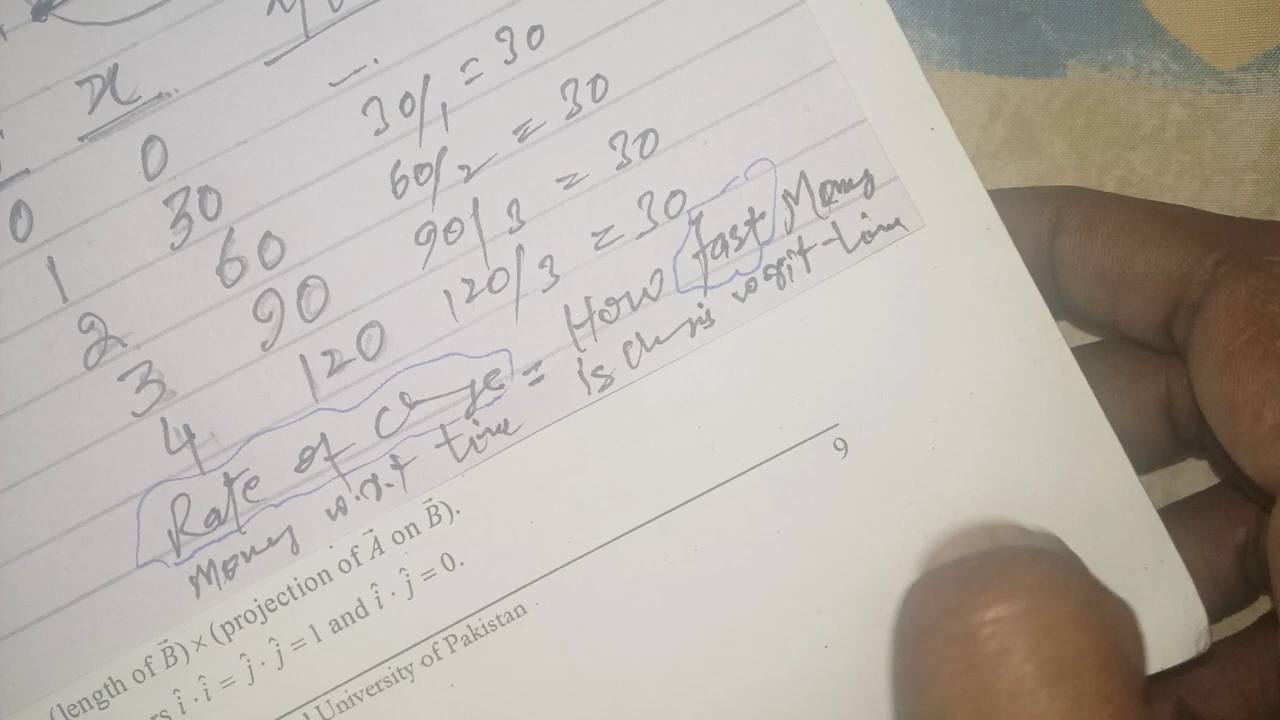 x
0 0 30/1 = 30
1 30 60/2 = 30
2 60 90/3 = 30
3 90 120/3 = 30
4 120
Rate of change = How fast Money
Money w.r.t time is w.r.t time
(length of B⃗) × (projection of A⃗ on B⃗).
î · î = ĵ · ĵ = 1 and î · ĵ = 0.
9
University of Pakistan